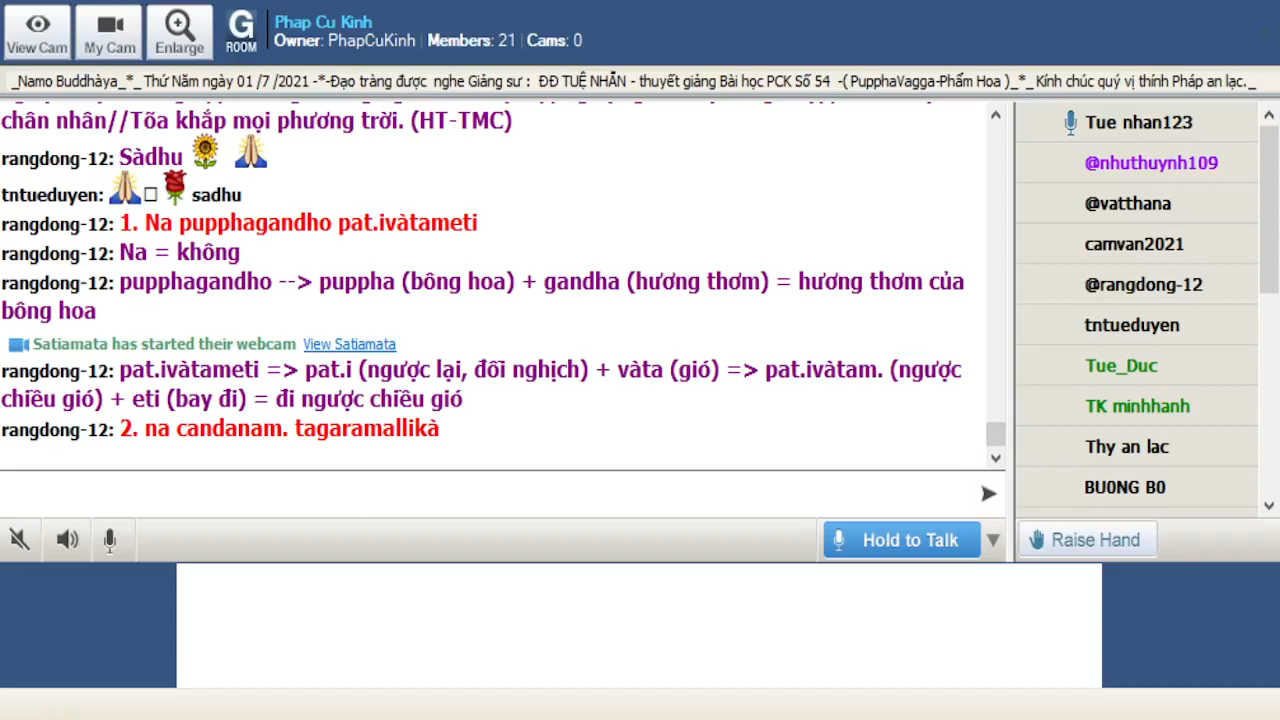 View Cam
My Cam
Enlarge
G
ROOM
Phap Cu Kinh
Owner: PhapCuKinh | Members: 21 | Cams: 0
_Namo Buddhàya_*_ Thứ Năm ngày 01 /7 /2021 -*-Đạo tràng được nghe Giảng sư : ĐĐ TUỆ NHẪN - thuyết giảng Bài học PCK Số 54 -( PupphaVagga-Phẩm Hoa )_*_ Kính chúc quý vị thính Pháp an lạc._
chân nhân//Tõa khắp mọi phương trời. (HT-TMC)
rangdong-12: Sàdhu
tntueduyen: sadhu
rangdong-12: 1. Na pupphagandho pat.ivàtameti
rangdong-12: Na = không
rangdong-12: pupphagandho --> puppha (bông hoa) + gandha (hương thơm) = hương thơm của
bông hoa
Satiamata has started their webcam View Satiamata
rangdong-12: pat.ivàtameti => pat.i (ngược lại, đối nghịch) + vàta (gió) => pat.ivàtam. (ngược
chiều gió) + eti (bay đi) = đi ngược chiều gió
rangdong-12: 2. na candanam. tagaramallikà
Tue nhan123
@nhuthuynh109
@vatthana
camvan2021
@rangdong-12
tntueduyen
Tue_Duc
TK minhhanh
Thy an lac
BU0NG B0
Hold to Talk
Raise Hand